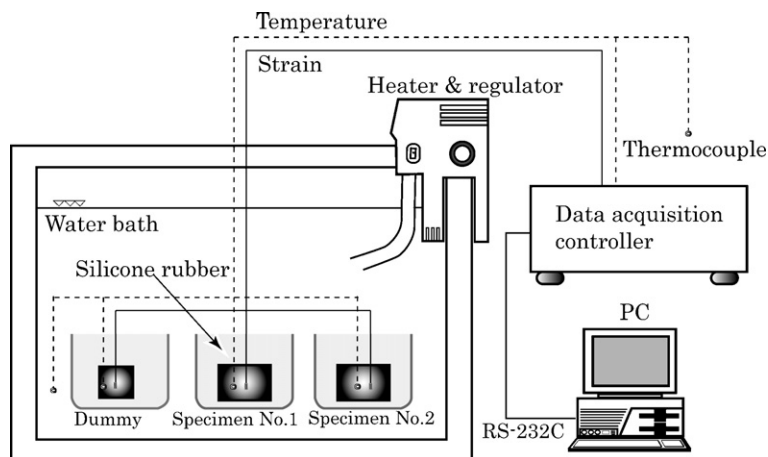 Temperature
Strain
Heater & regulator
Thermocouple
Water bath
Data acquisition
controller
Silicone rubber
PC
Dummy
Specimen No.1
Specimen No.2
RS-232C